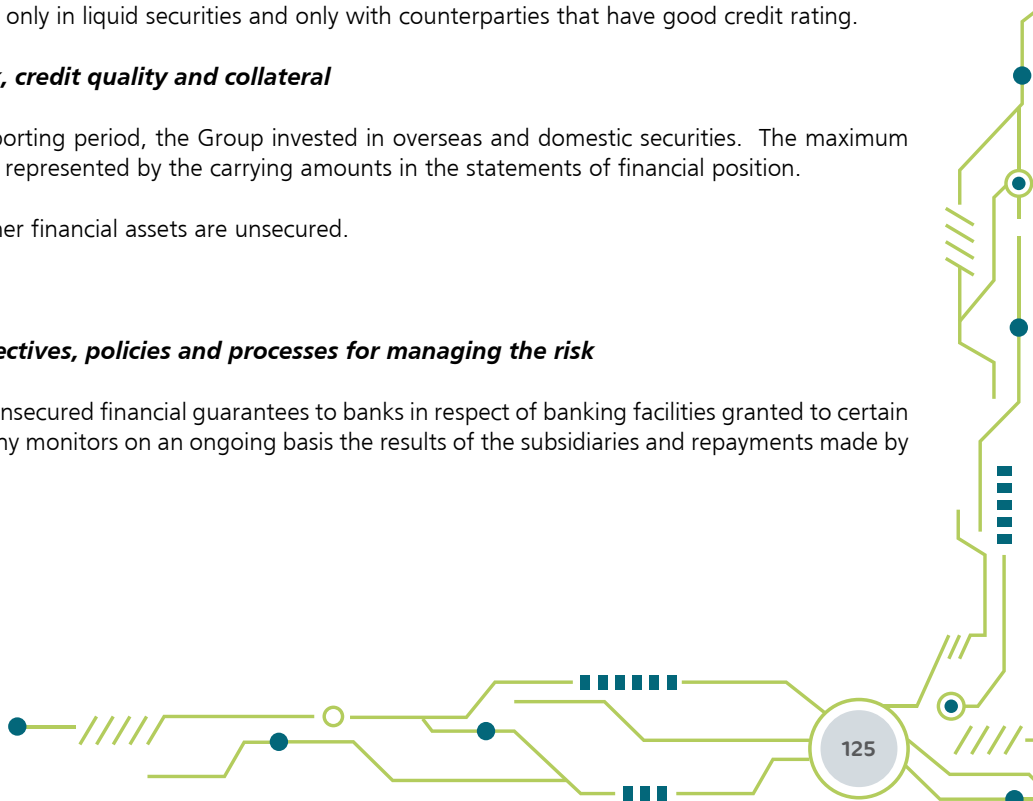 only in liquid securities and only with counterparties that have good credit rating.
, credit quality and collateral
porting period, the Group invested in overseas and domestic securities. The maximum
represented by the carrying amounts in the statements of financial position.
her financial assets are unsecured.
ectives, policies and processes for managing the risk
nsecured financial guarantees to banks in respect of banking facilities granted to certain
ny monitors on an ongoing basis the results of the subsidiaries and repayments made by
125